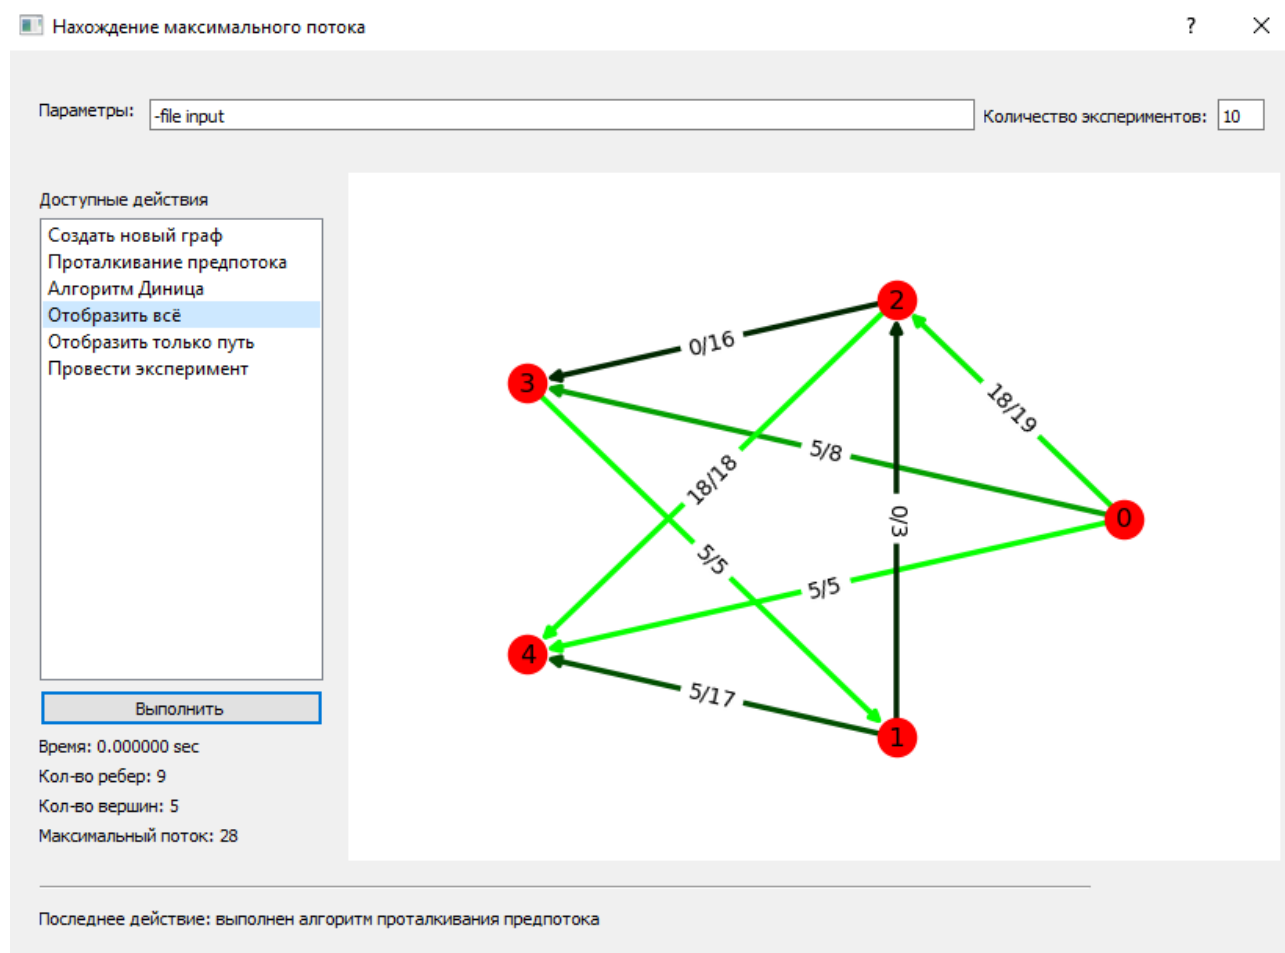 Нахождение максимального потока
?
Параметры:
-file input
Количество экспериментов:
10
Доступные действия
Создать новый граф
Проталкивание предпотока
Алгоритм Диница
Отобразить всё
Отобразить только путь
Провести эксперимент
Выполнить
Время: 0.000000 sec
Кол-во ребер: 9
Кол-во вершин: 5
Максимальный поток: 28
2
0/16
3
18/19
5/8
18/18
0/3
0
5/5
5/5
4
5/17
1
Последнее действие: выполнен алгоритм проталкивания предпотока